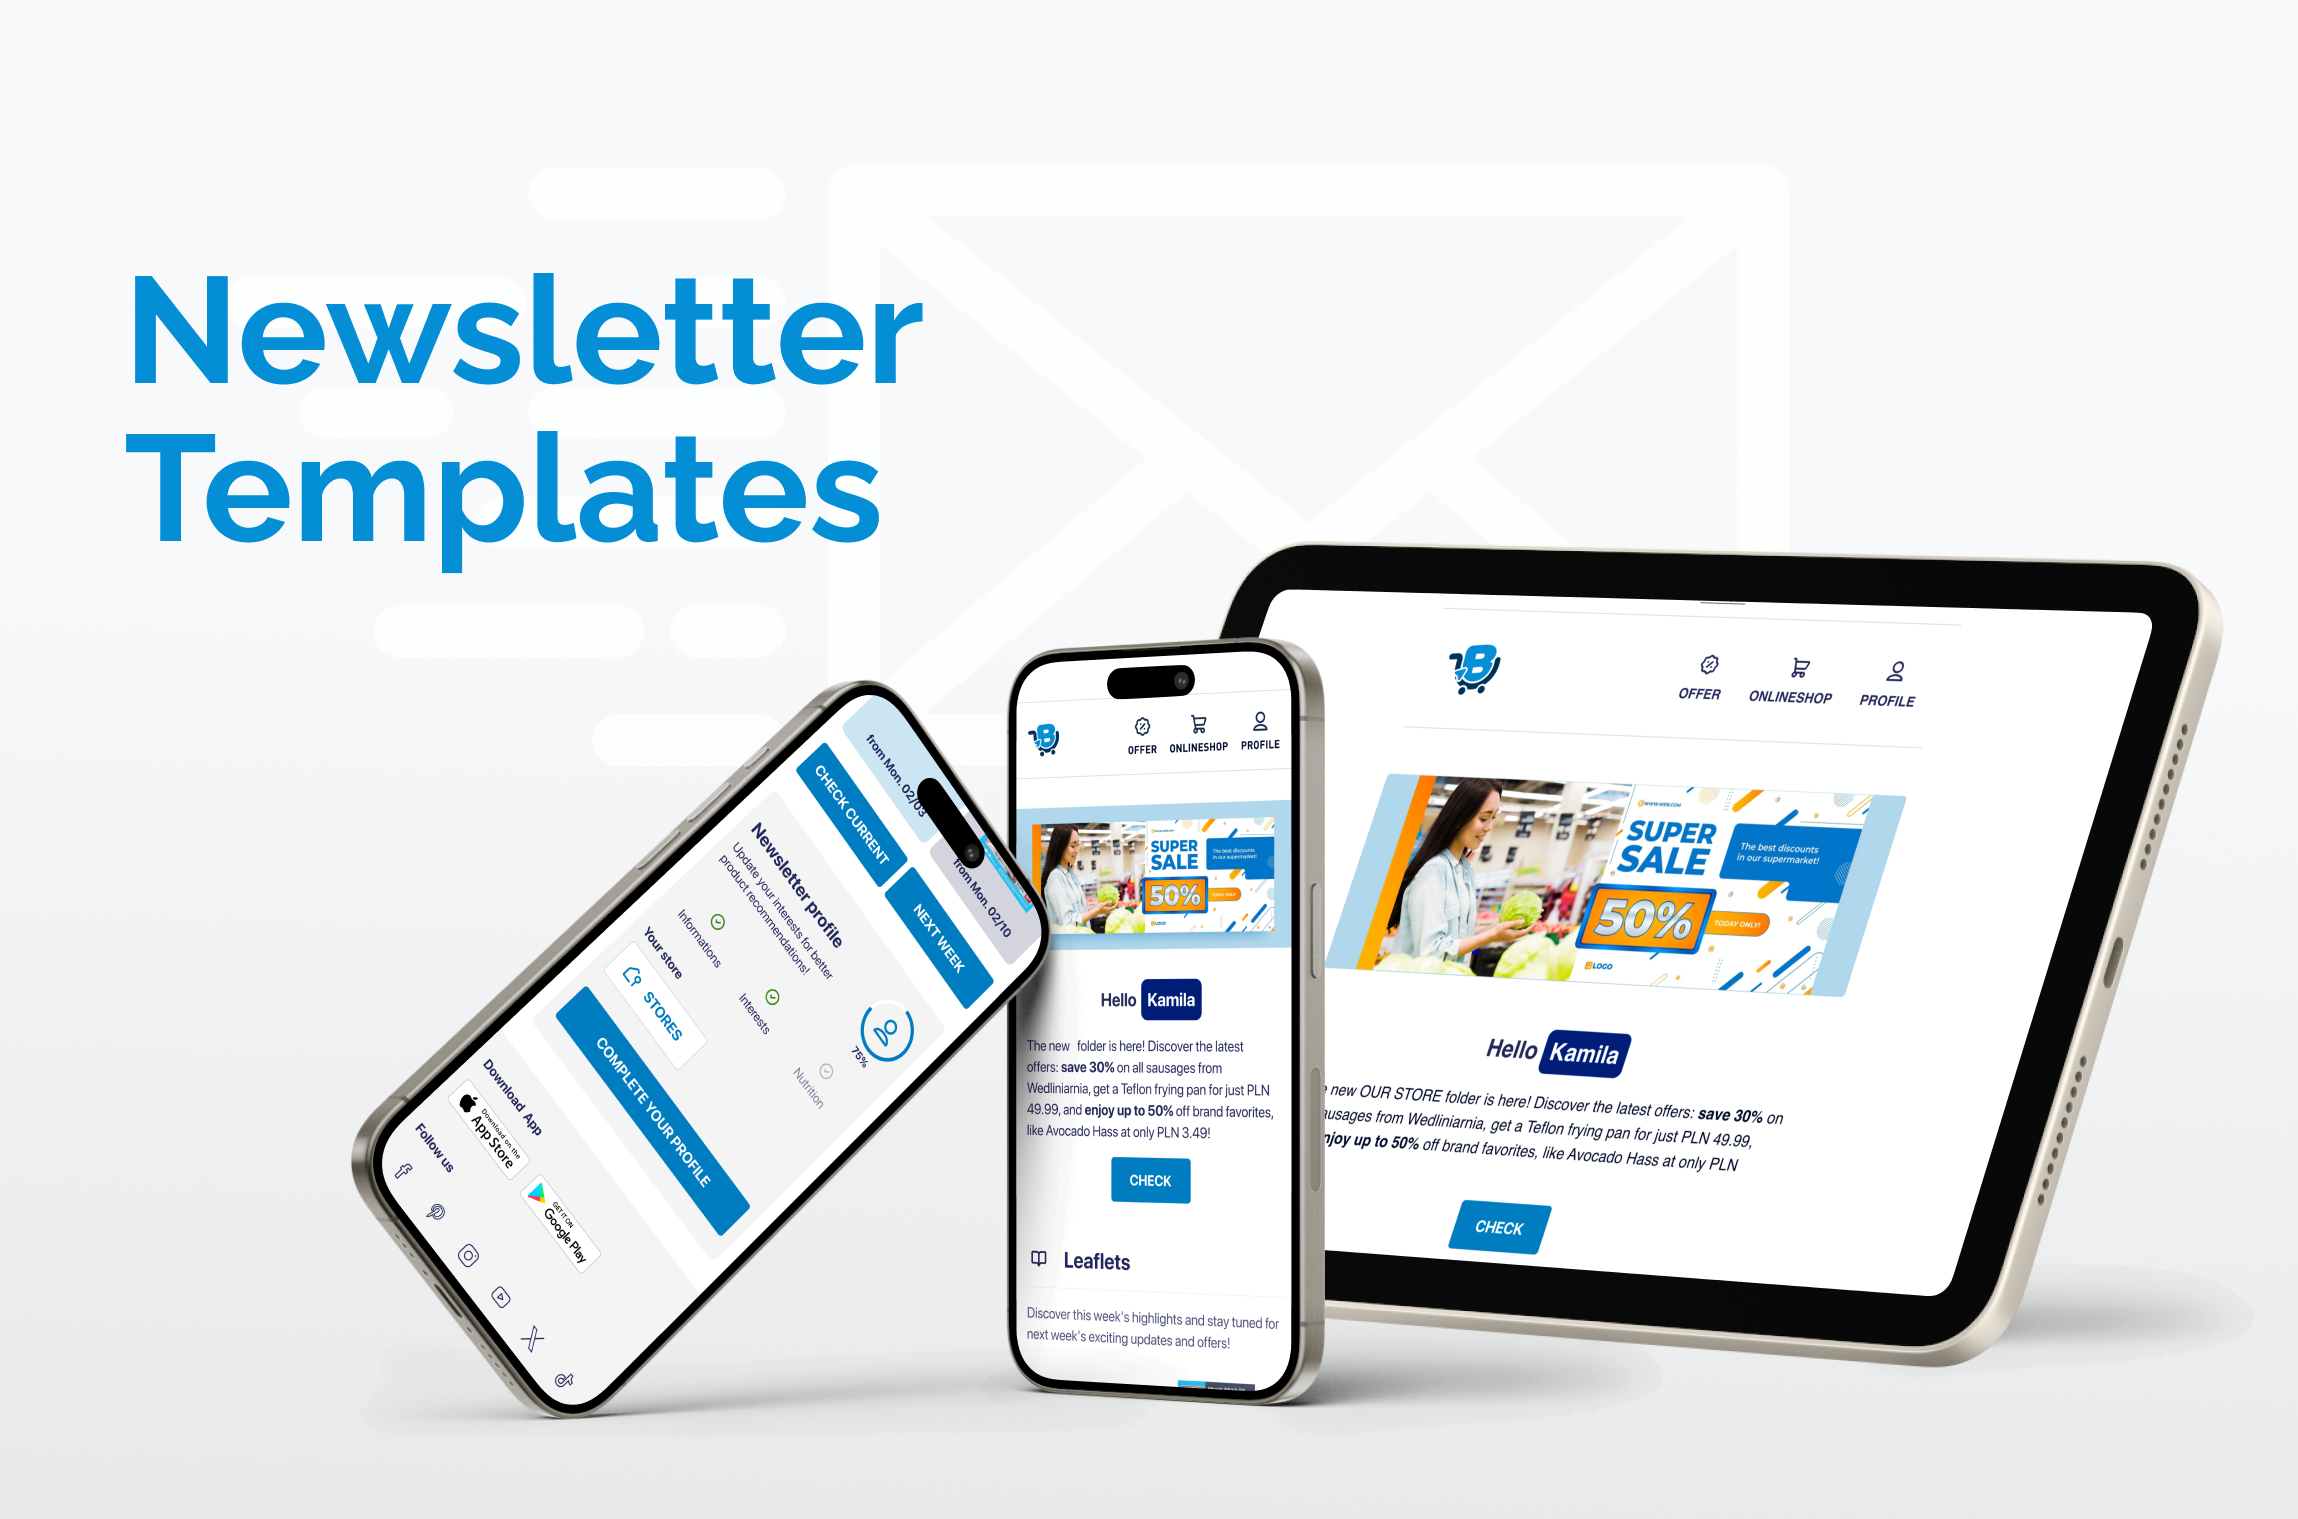 Newsletter
Templates
from Mon. 02/03
from Mon. 02/10
CHECK CURRENT
NEXT WEEK
Newsletter profile
Update your interests for better
product recommendations!
75%
Informations
Interests
Nutrition
Your store
STORES
COMPLETE YOUR PROFILE
Download App
Download on the
App Store
GET IT ON
Google Play
Follow us
B
OFFER
ONLINESHOP
PROFILE
WWW.WEB.COM
SUPER
SALE
The best discounts
in our supermarket!
50%
TODAY ONLY!
LOGO
Hello Kamila
The new folder is here! Discover the latest
offers: save 30% on all sausages from
Wedliniarnia, get a Teflon frying pan for just PLN
49.99, and enjoy up to 50% off brand favorites,
like Avocado Hass at only PLN 3.49!
CHECK
Leaflets
Discover this week's highlights and stay tuned for
next week's exciting updates and offers!
B
OFFER
ONLINESHOP
PROFILE
WWW.WEB.COM
SUPER
SALE
The best discounts
in our supermarket!
50%
TODAY ONLY!
LOGO
Hello Kamila
new OUR STORE folder is here! Discover the latest offers: save 30% on
ausages from Wedliniarnia, get a Teflon frying pan for just PLN 49.99,
njoy up to 50% off brand favorites, like Avocado Hass at only PLN
CHECK